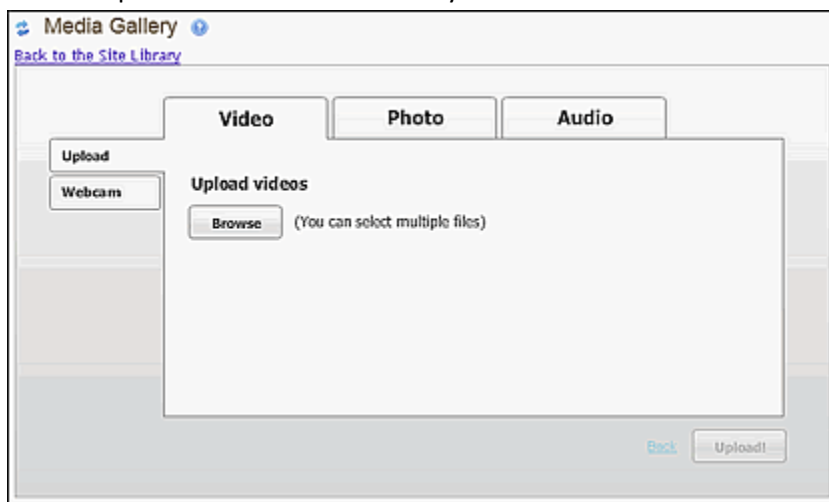 Media Gallery
Back to the Site Library
Video Photo Audio
Upload
Webcam
Upload videos
Browse (You can select multiple files)
Back Upload!